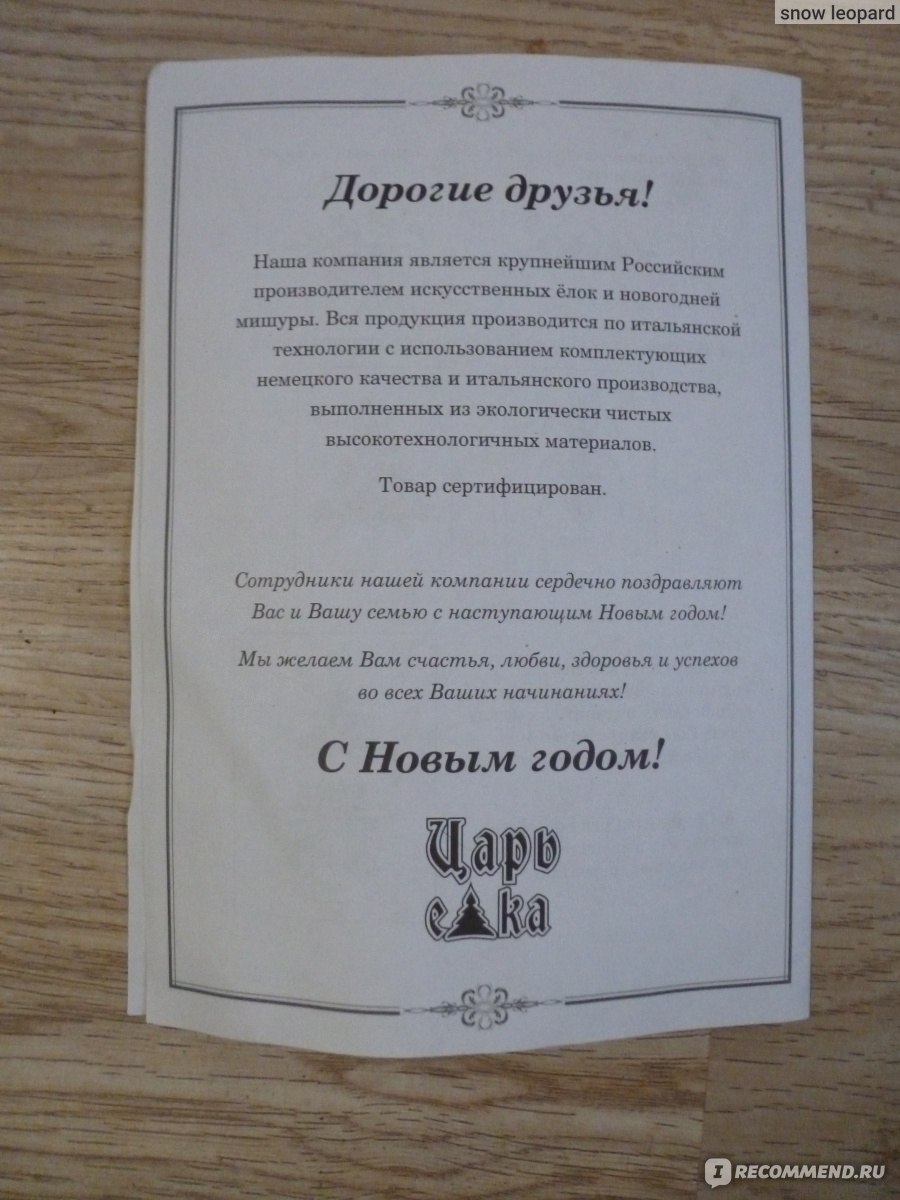 snow leopard
Дорогие друзья!
Наша компания является крупнейшим Российским
производителем искусственных ёлок и новогодней
мишуры. Вся продукция производится по итальянской
технологии с использованием комплектующих
немецкого качества и итальянского производства,
выполненных из экологически чистых
высокотехнологичных материалов.
Товар сертифицирован.
Сотрудники нашей компании сердечно поздравляют
Вас и Вашу семью с наступающим Новым годом!
Мы желаем Вам счастья, любви, здоровья и успехов
во всех Ваших начинаниях!
С Новым годом!
Царь
елка
IRECOMMEND.RU